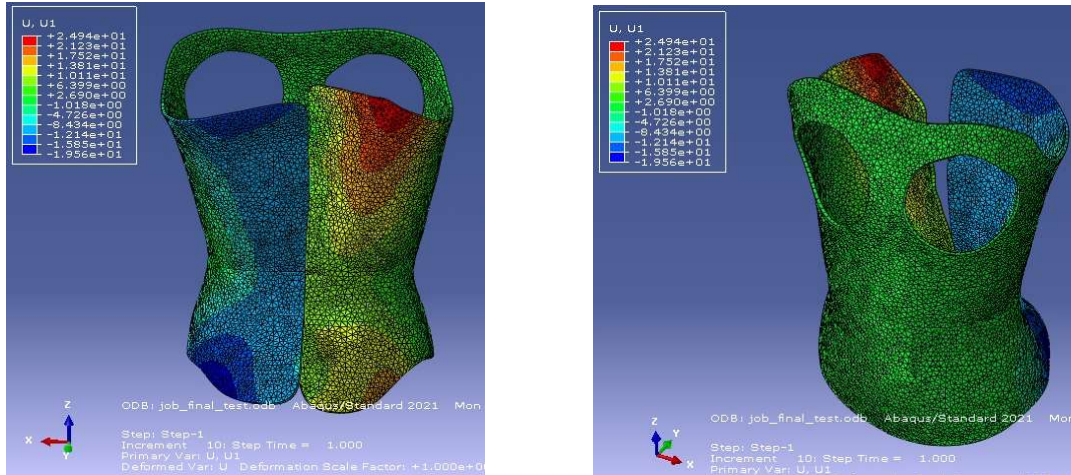 U, U1
+2.494e+01
+2.123e+01
+1.752e+01
+1.381e+01
+1.011e+01
+6.399e+00
+2.690e+00
-1.018e+00
-4.726e+00
-8.434e+00
-1.214e+01
-1.585e+01
-1.956e+01
Z
X
Y
ODB: job_final_test.odb Abaqus/Standard 2021 Mon
Step: Step-1
Increment 10: Step Time = 1.000
Primary Var: U, U1
Deformed Var: U Deformation Scale Factor: +1.000e+0
U, U1
+2.494e+01
+2.123e+01
+1.752e+01
+1.381e+01
+1.011e+01
+6.399e+00
+2.690e+00
-1.018e+00
-4.726e+00
-8.434e+00
-1.214e+01
-1.585e+01
-1.956e+01
Z
Y
X
ODB: job_final_test.odb Abaqus/Standard 2021 Mon
Step: Step-1
Increment 10: Step Time = 1.000
Primary Var: U, U1